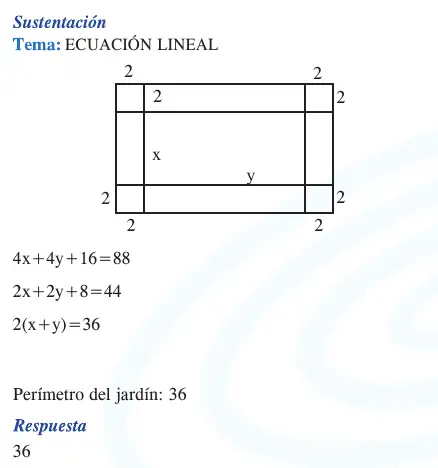 Sustentación
Tema: ECUACIÓN LINEAL
2 2
2 2
x
y
2 2
2 2
4x+4y+16=88
2x+2y+8=44
2(x+y)=36
Perímetro del jardín: 36
Respuesta
36